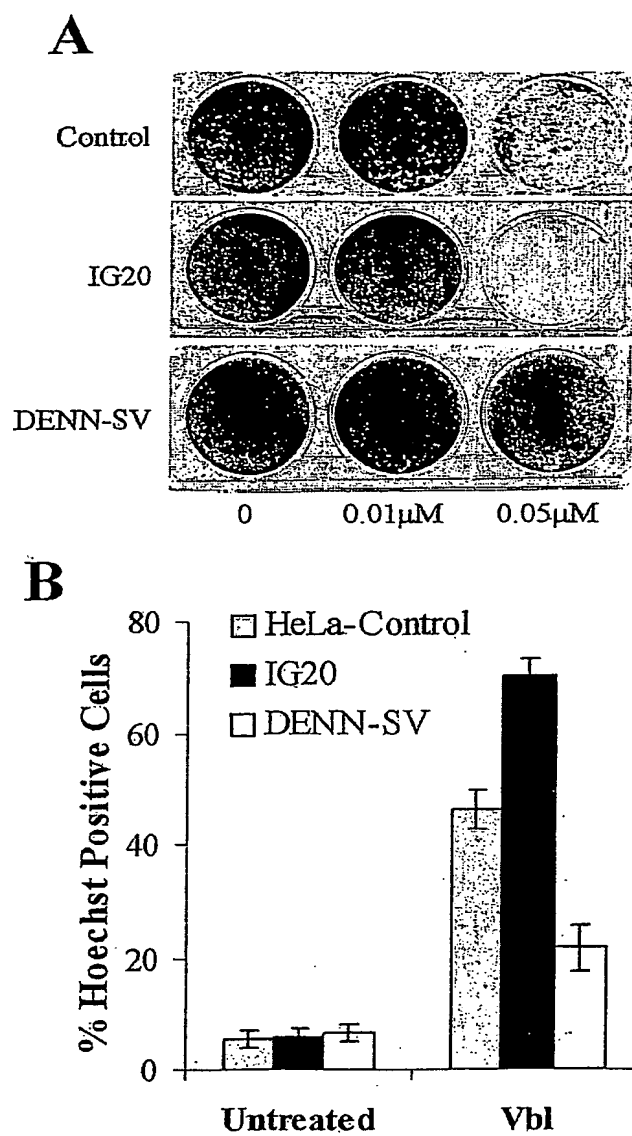 A
Control
IG20
DENN-SV
0 0.01µM 0.05µM
B
% Hoechst Positive Cells
80
60
40
20
0
HeLa-Control
IG20
DENN-SV
Untreated Vbl